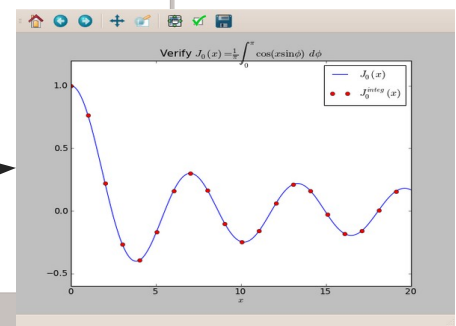 Verify J₀(x)=1/π∫₀^π cos(xsinϕ) dϕ
J₀(x)
J₀^integ(x)
1.0
0.5
0.0
−0.5
0 5 10 15 20
x